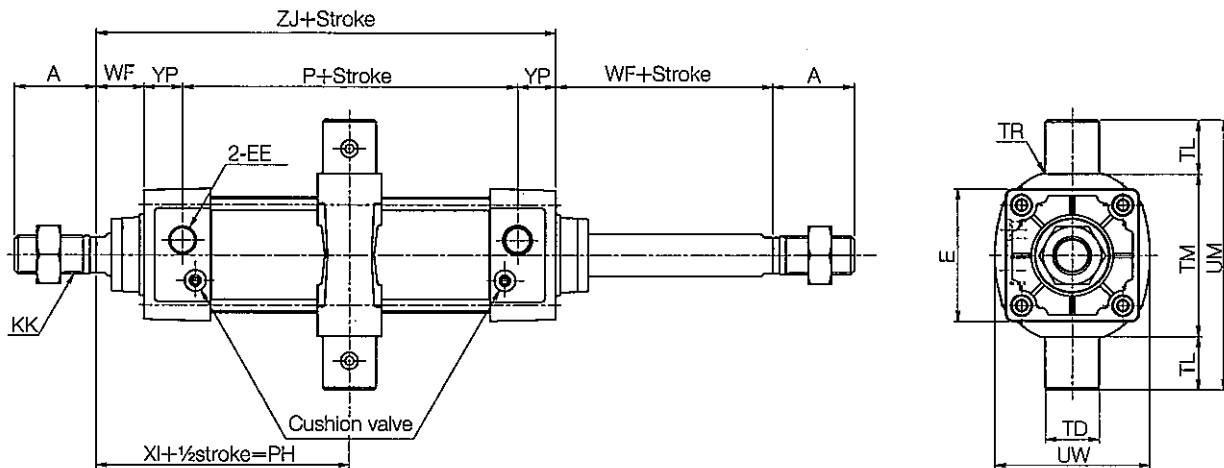 ZJ+Stroke
A
WF
YP
P+Stroke
YP
WF+Stroke
A
2-EE
KK
Cushion valve
XI+½stroke=PH
TR
TL
E
TM
UM
TL
TD
UW